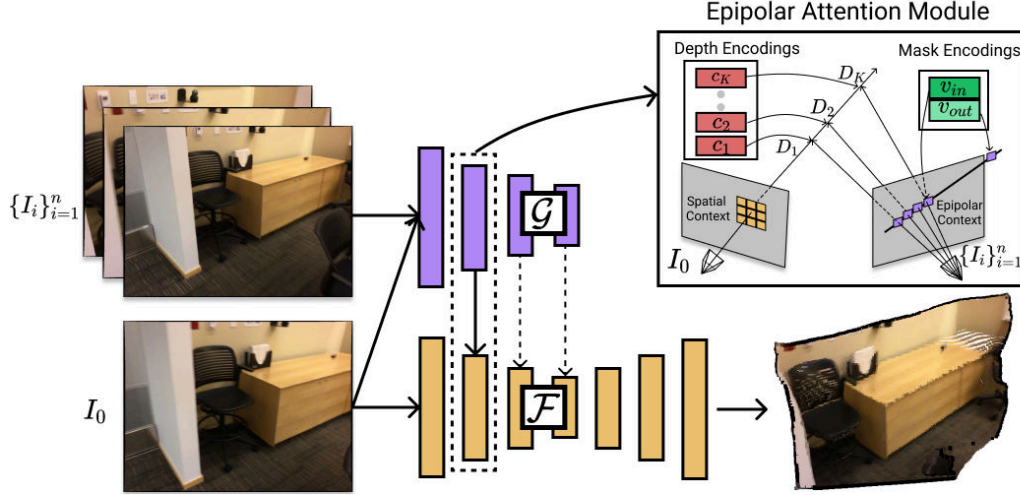 Epipolar Attention Module
Depth Encodings
Mask Encodings
c_K
D_K
v_in
D_2
v_out
c_2
c_1
D_1
{I_i}_{i=1}^n
G
Spatial
Context
Epipolar
Context
I_0
{I_i}_{i=1}^n
I_0
F